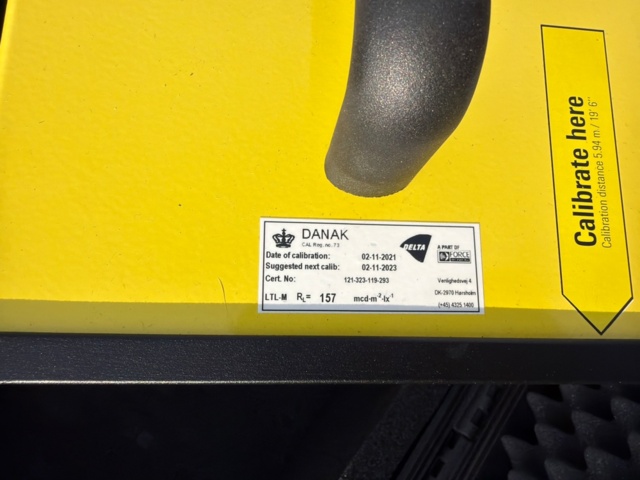 DANAK
CAL Reg. no. 73
DELTA
A PART OF
FORCE
Date of calibration: 02-11-2021
Suggested next calib: 02-11-2023
Cert. No: 121-323-119-293
Venlighedsvej 4
DK-2970 Hørsholm
LTL-M RL= 157 mcd·m⁻²·lx⁻¹
(+45) 4325 1400
Calibrate here
Calibration distance 5.94 m / 19' 6"